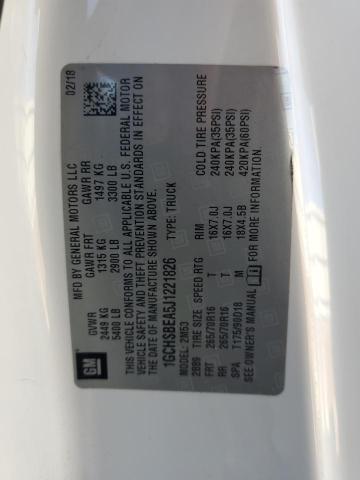 GM
MFD BY GENERAL MOTORS LLC
02/18
GVWR GAWR FRT GAWR RR
2449 KG 1315 KG 1497 KG
5400 LB 2900 LB 3300 LB
THIS VEHICLE CONFORMS TO ALL APPLICABLE U.S. FEDERAL MOTOR
VEHICLE SAFETY AND THEFT PREVENTION STANDARDS IN EFFECT ON
THE DATE OF MANUFACTURE SHOWN ABOVE.
1GCHSBEA5J1221826 TYPE: TRUCK
MODEL: 2M53
2889 TIRE SIZE SPEED RTG RIM COLD TIRE PRESSURE
FRT 265/70R16 T 16X7.0J 240KPA(35PSI)
RR 265/70R16 T 16X7.0J 240KPA(35PSI)
SPA T175/90D18 M 18X4.5B 420KPA(60PSI)
SEE OWNER'S MANUAL FOR MORE INFORMATION.